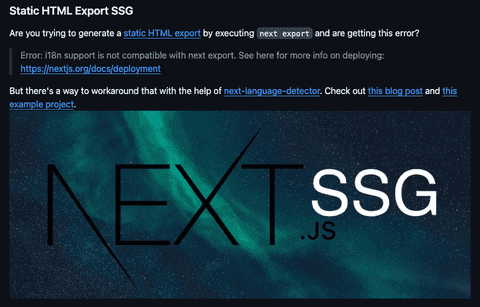 Static HTML Export SSG
Are you trying to generate a static HTML export by executing next export and are getting this error?
Error: i18n support is not compatible with next export. See here for more info on deploying:
https://nextjs.org/docs/deployment
But there's a way to workaround that with the help of next-language-detector. Check out this blog post and this
example project.
NEXT.JS SSG